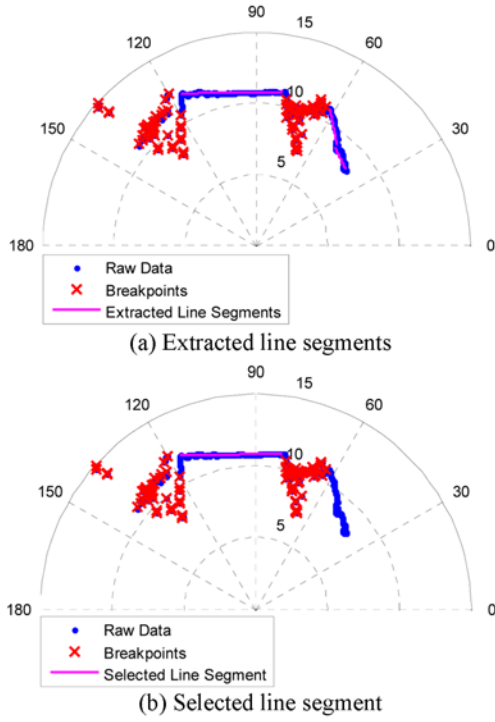 90
120
15
60
10
150
30
5
180
0
Raw Data
Breakpoints
Extracted Line Segments
(a) Extracted line segments
90
120
15
60
10
150
30
5
180
0
Raw Data
Breakpoints
Selected Line Segment
(b) Selected line segment